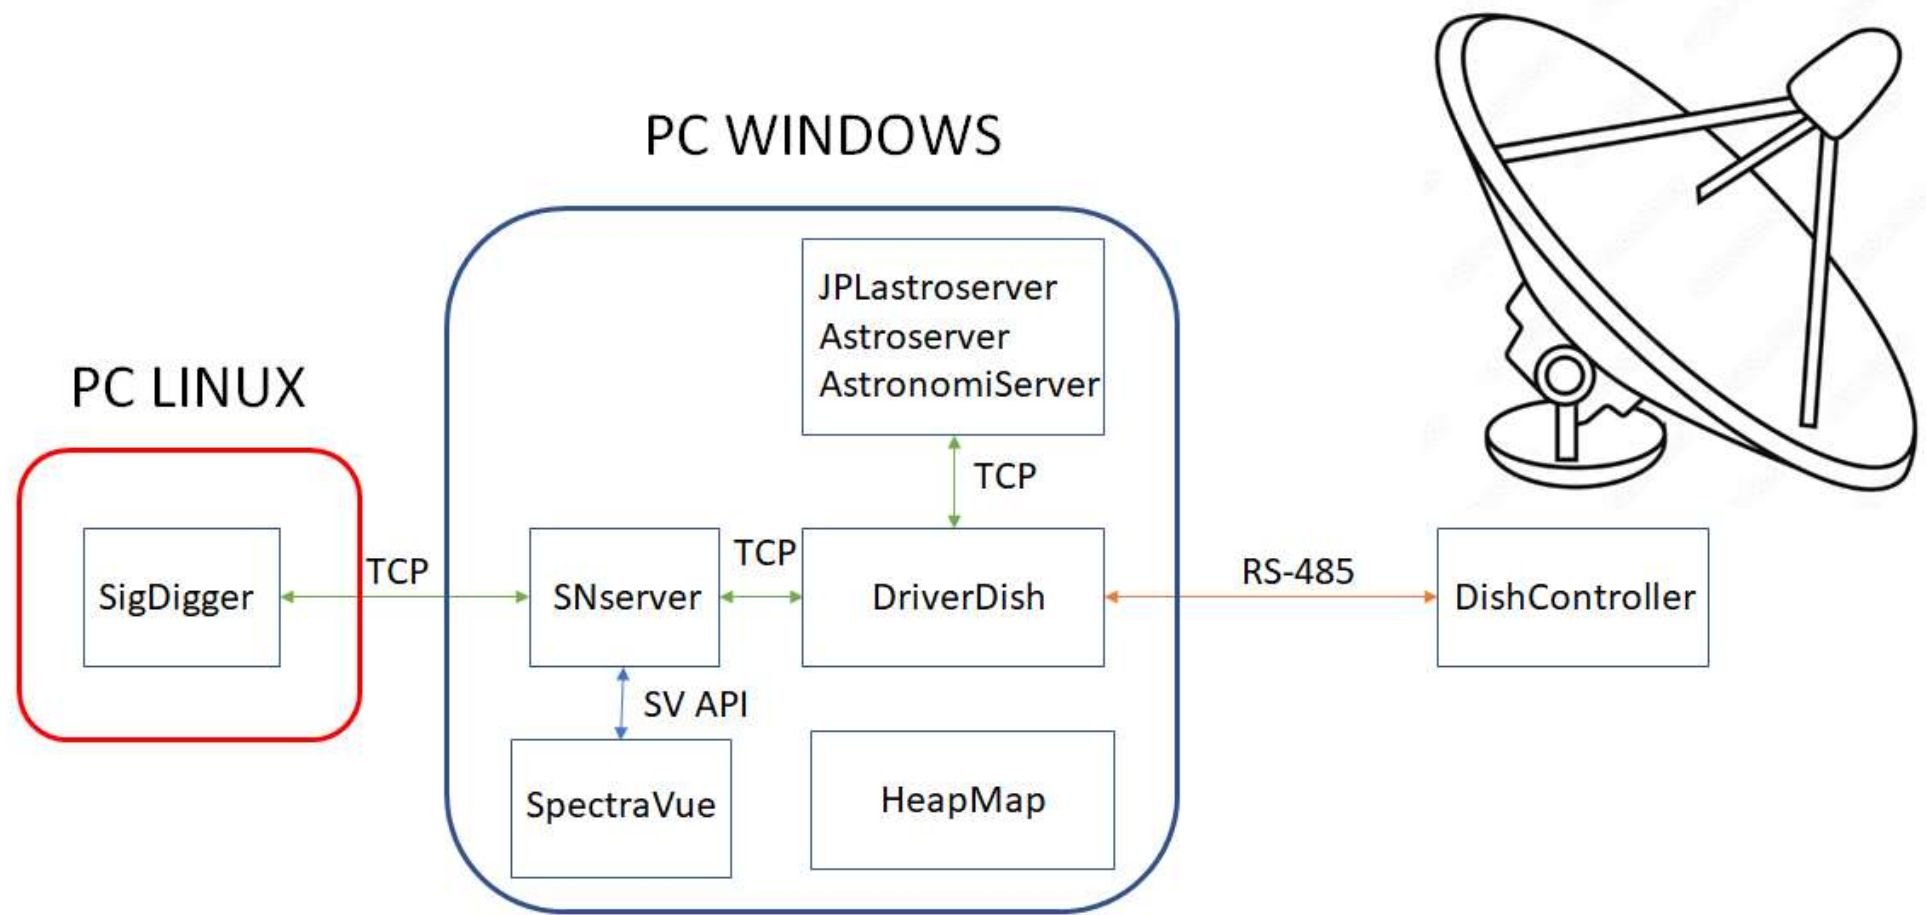 PC WINDOWS
JPLastroserver
Astroserver
AstronomiServer
PC LINUX
TCP
SigDigger
TCP
SNserver
TCP
DriverDish
RS-485
DishController
SV API
SpectraVue
HeapMap